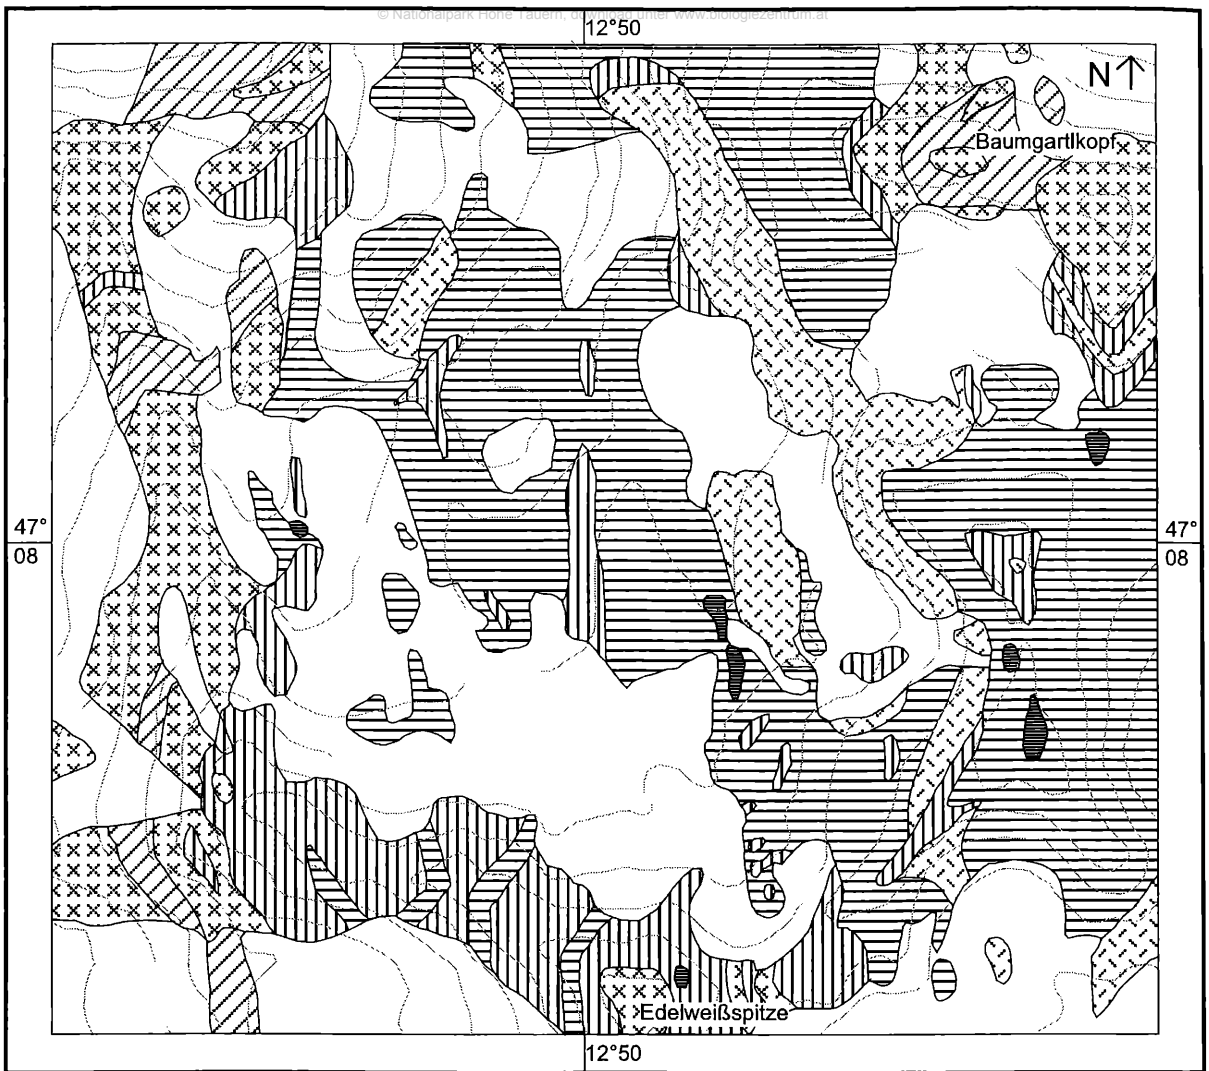 © Nationalpark Hohe Tauern, download unter www.biologiezentrum.at
12°50
N
Baumgartlkopf
47°
08
47°
08
Edelweißspitze
12°50